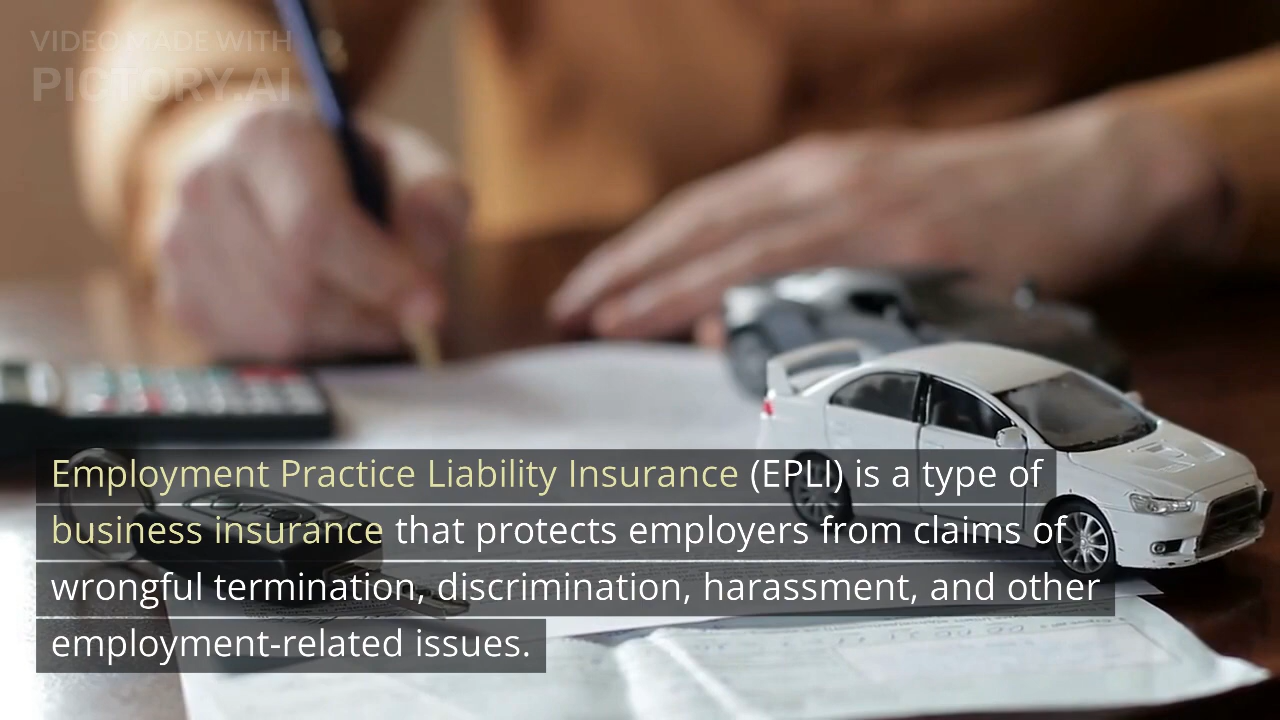 VIDEO MADE WITH
PICTORY.AI
Employment Practice Liability Insurance (EPLI) is a type of
business insurance that protects employers from claims of
wrongful termination, discrimination, harassment, and other
employment-related issues.